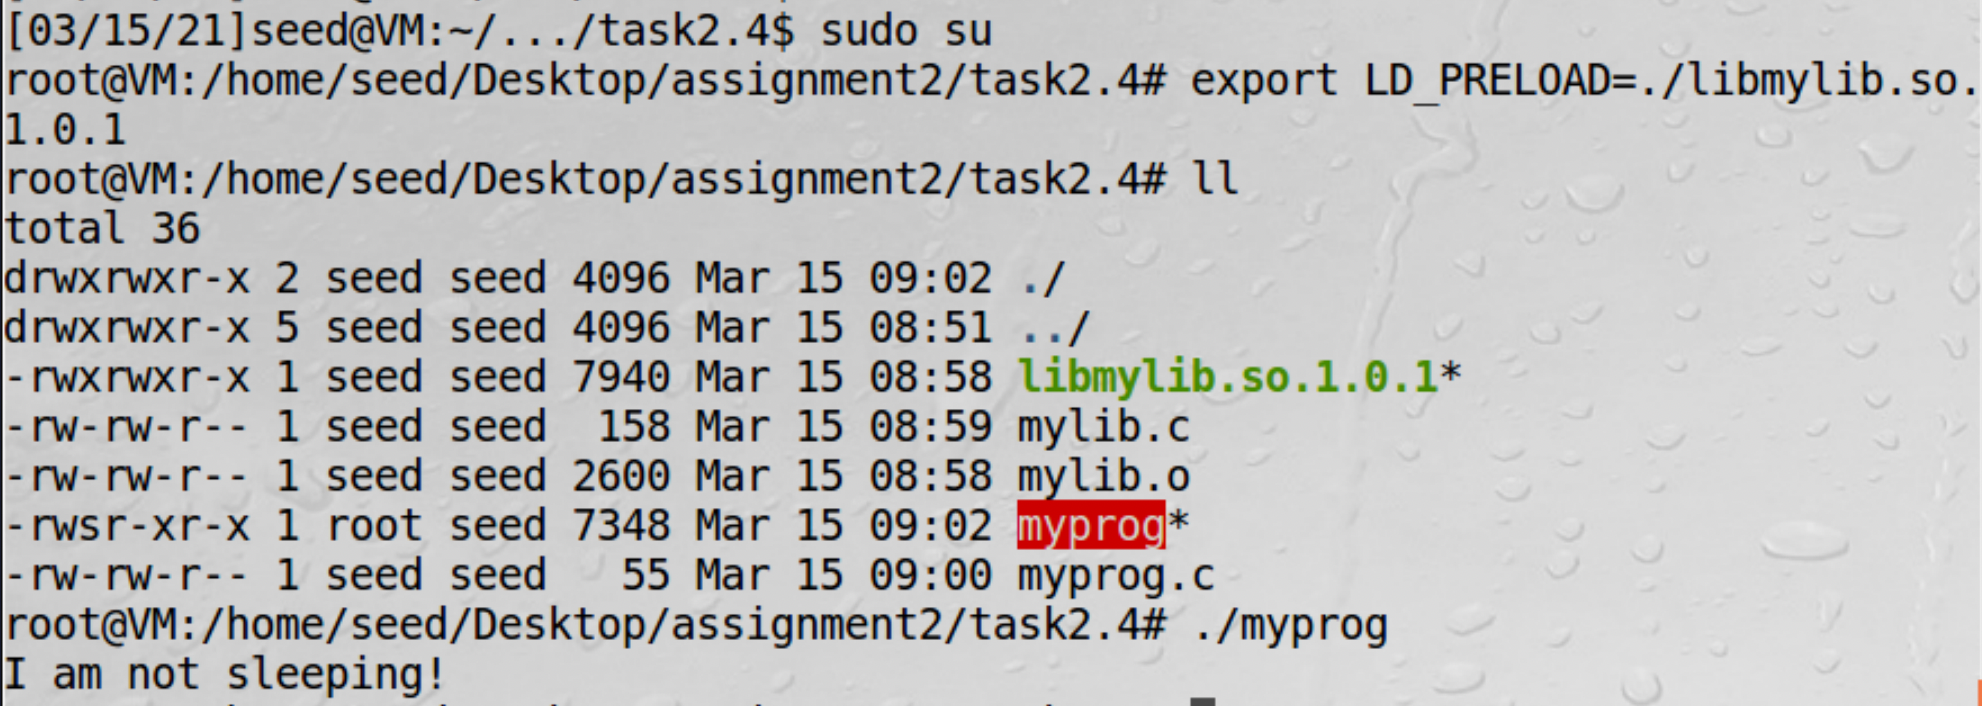 [03/15/21]seed@VM:~/.../task2.4$ sudo su
root@VM:/home/seed/Desktop/assignment2/task2.4# export LD_PRELOAD=./libmylib.so.
1.0.1
root@VM:/home/seed/Desktop/assignment2/task2.4# ll
total 36
drwxrwxr-x 2 seed seed 4096 Mar 15 09:02 ./
drwxrwxr-x 5 seed seed 4096 Mar 15 08:51 ../
-rwxrwxr-x 1 seed seed 7940 Mar 15 08:58 libmylib.so.1.0.1*
-rw-rw-r-- 1 seed seed  158 Mar 15 08:59 mylib.c
-rw-rw-r-- 1 seed seed 2600 Mar 15 08:58 mylib.o
-rwsr-xr-x 1 root seed 7348 Mar 15 09:02 myprog*
-rw-rw-r-- 1 seed seed   55 Mar 15 09:00 myprog.c
root@VM:/home/seed/Desktop/assignment2/task2.4# ./myprog
I am not sleeping!